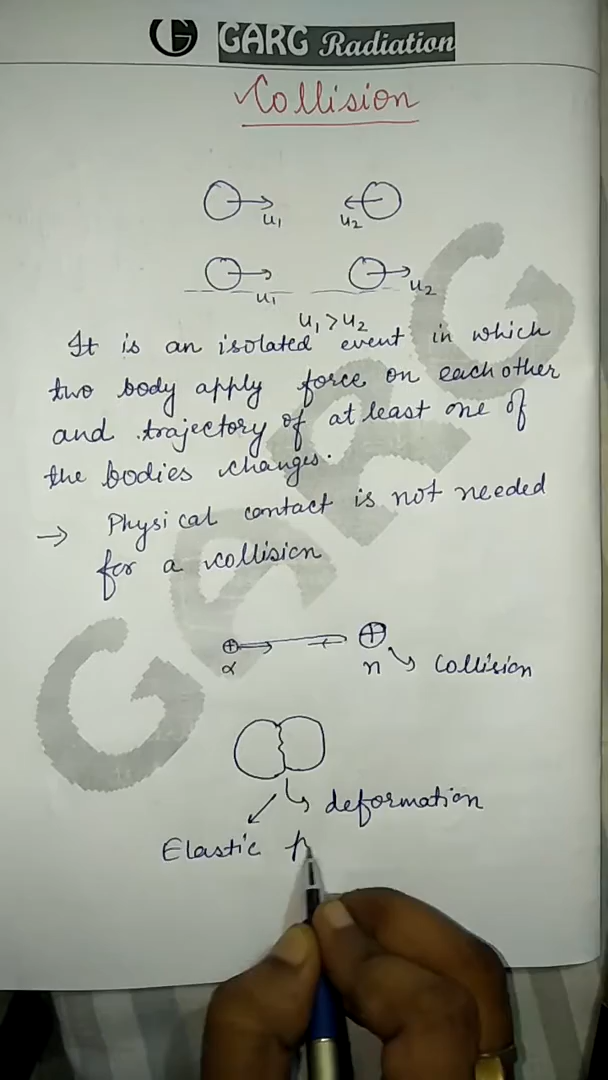 G GARG Radiation
Collision
u₁ u₂
u₁ u₂
u₁ > u₂
It is an isolated event in which
two body apply force on each other
and trajectory of at least one of
the bodies changes.
→ Physical contact is not needed
for a collision
+ +
α n Collision
deformation
Elastic
GARG